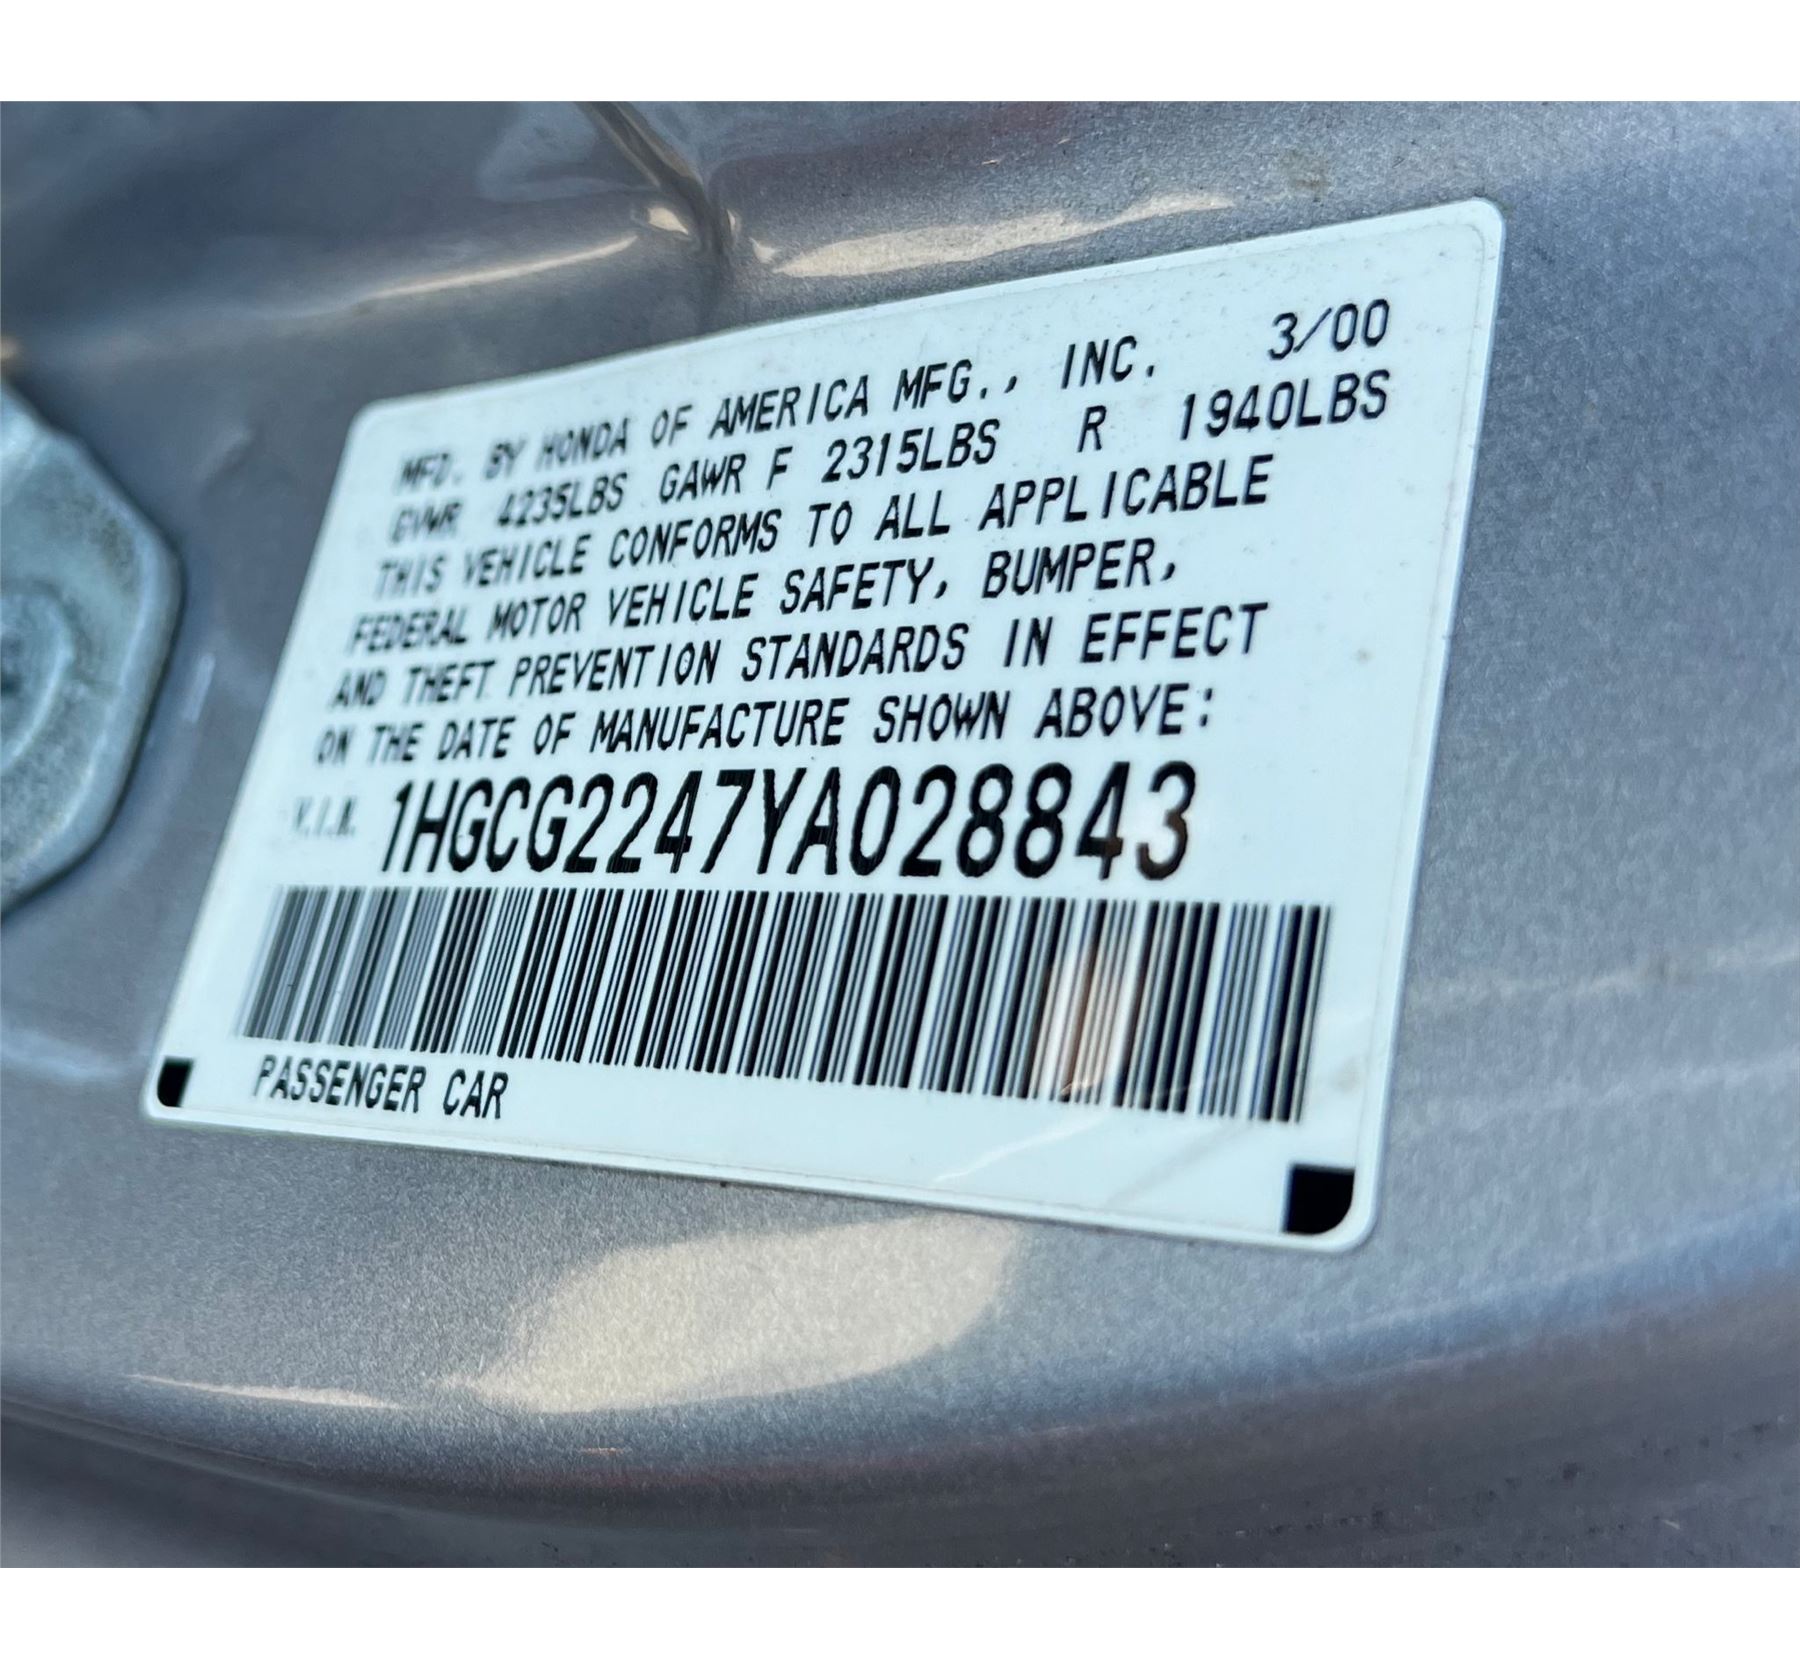 MFD. BY HONDA OF AMERICA MFG., INC. 3/00
GVWR 4235LBS GAWR F 2315LBS R 1940LBS
THIS VEHICLE CONFORMS TO ALL APPLICABLE
FEDERAL MOTOR VEHICLE SAFETY, BUMPER,
AND THEFT PREVENTION STANDARDS IN EFFECT
ON THE DATE OF MANUFACTURE SHOWN ABOVE:
V.I.N. 1HGCG2247YA028843
PASSENGER CAR